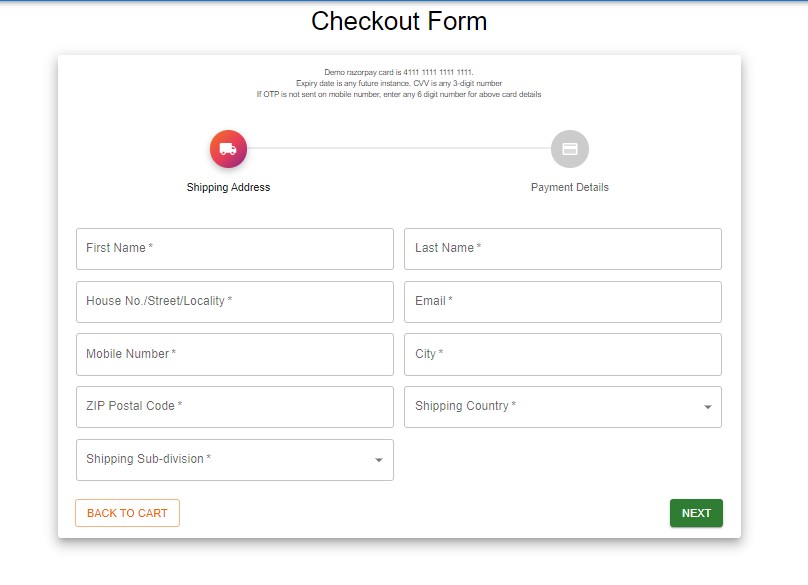 Checkout Form
Demo razorpay card is 4111 1111 1111 1111.
Expiry date is any future instance. CVV is any 3-digit number
If OTP is not sent on mobile number, enter any 6 digit number for above card details
Shipping Address
Payment Details
First Name *
Last Name *
House No./Street/Locality *
Email *
Mobile Number *
City *
ZIP Postal Code *
Shipping Country *
Shipping Sub-division *
BACK TO CART
NEXT